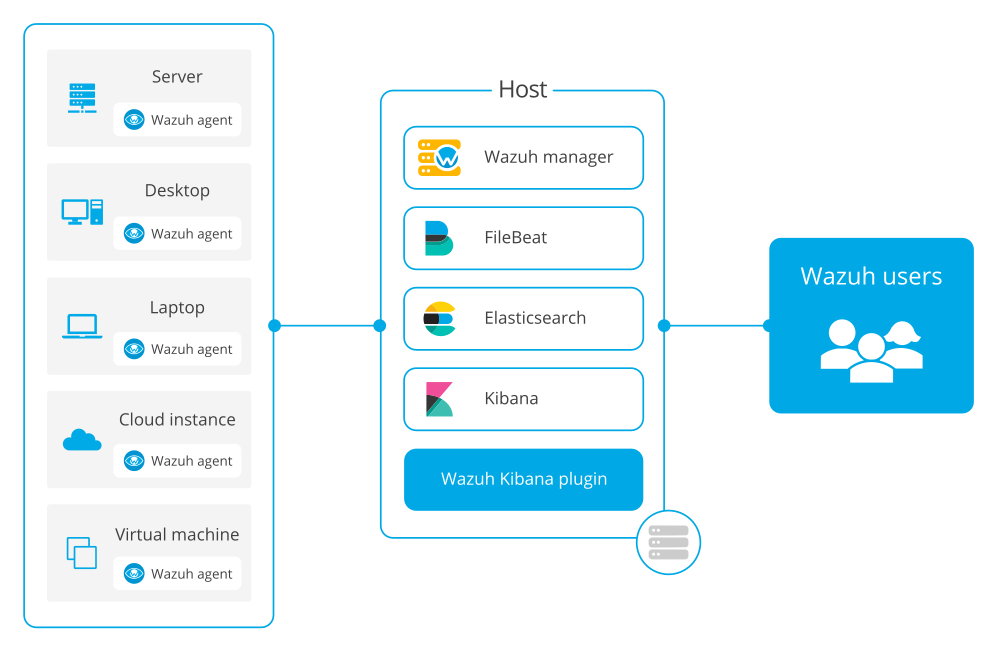 Server
Wazuh agent
Desktop
Wazuh agent
Laptop
Wazuh agent
Cloud instance
Wazuh agent
Virtual machine
Wazuh agent
Host
Wazuh manager
FileBeat
Elasticsearch
Kibana
Wazuh Kibana plugin
Wazuh users